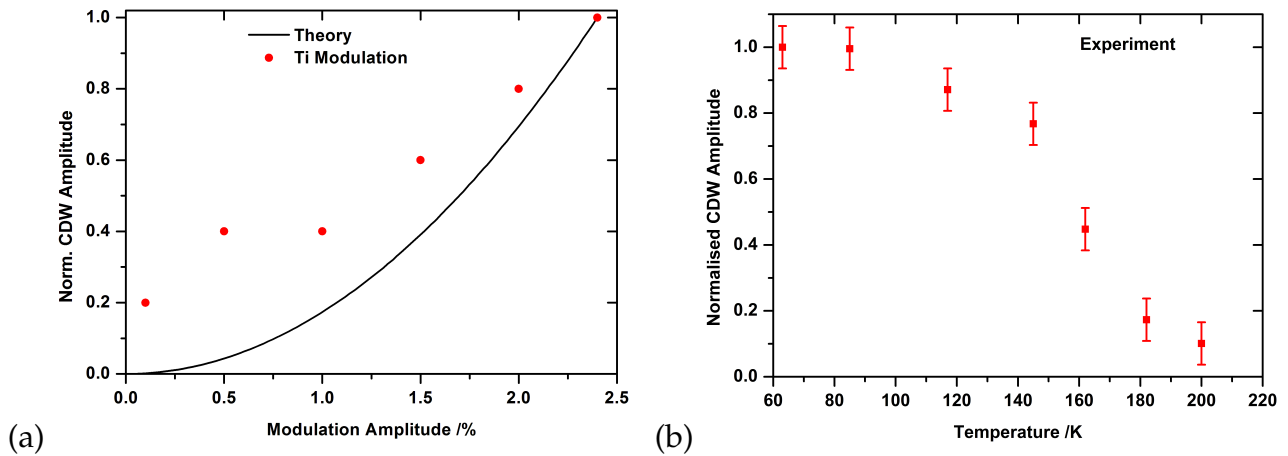 Theory
Ti Modulation
Norm. CDW Amplitude
1.0
0.8
0.6
0.4
0.2
0.0
0.0 0.5 1.0 1.5 2.0 2.5
Modulation Amplitude /%
(a)
Experiment
Normalised CDW Amplitude
1.0
0.8
0.6
0.4
0.2
0.0
60 80 100 120 140 160 180 200 220
Temperature /K
(b)